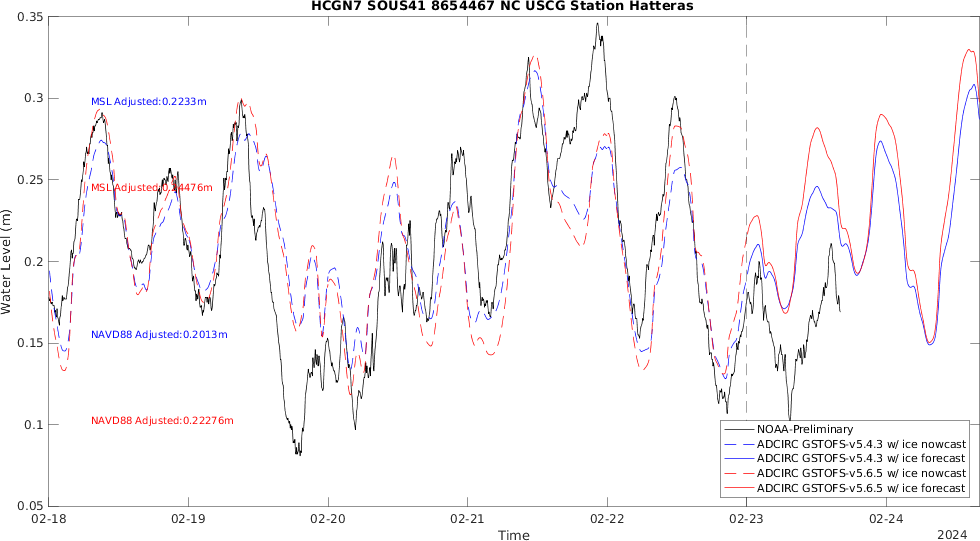 HCGN7 SOUS41 8654467 NC USCG Station Hatteras
0.35
0.3
0.25
0.2
0.15
0.1
0.05
Water Level (m)
MSL Adjusted:0.2233m
MSL Adjusted:0.24476m
NAVD88 Adjusted:0.2013m
NAVD88 Adjusted:0.22276m
NOAA-Preliminary
ADCIRC GSTOFS-v5.4.3 w/ ice nowcast
ADCIRC GSTOFS-v5.4.3 w/ ice forecast
ADCIRC GSTOFS-v5.6.5 w/ ice nowcast
ADCIRC GSTOFS-v5.6.5 w/ ice forecast
02-18 02-19 02-20 02-21 02-22 02-23 02-24
Time
2024